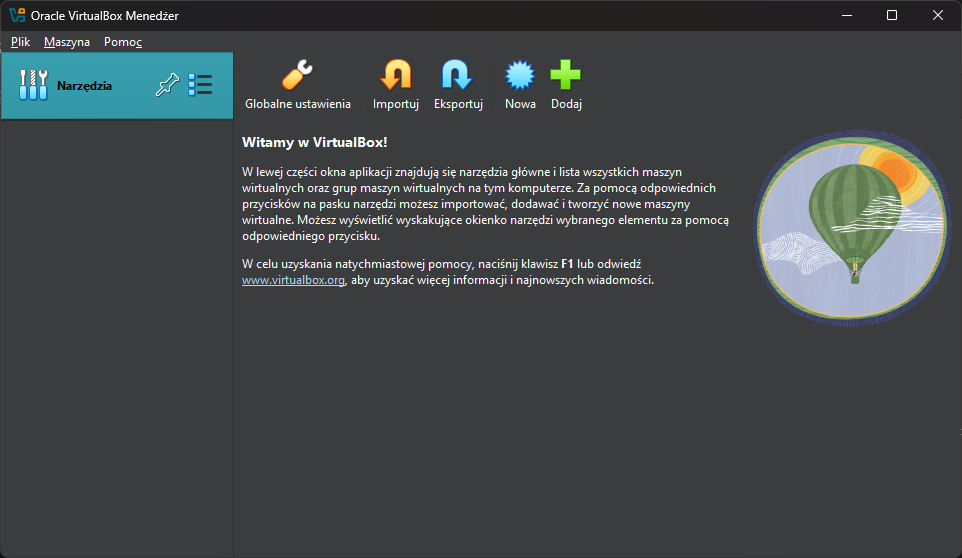 Oracle VirtualBox Menedżer
Plik Maszyna Pomoc
Narzędzia
Globalne ustawienia Importuj Eksportuj Nowa Dodaj
Witamy w VirtualBox!
W lewej części okna aplikacji znajdują się narzędzia główne i lista wszystkich maszyn
wirtualnych oraz grup maszyn wirtualnych na tym komputerze. Za pomocą odpowiednich
przycisków na pasku narzędzi możesz importować, dodawać i tworzyć nowe maszyny
wirtualne. Możesz wyświetlić wyskakujące okienko narzędzi wybranego elementu za pomocą
odpowiedniego przycisku.
W celu uzyskania natychmiastowej pomocy, naciśnij klawisz F1 lub odwiedź
www.virtualbox.org, aby uzyskać więcej informacji i najnowszych wiadomości.